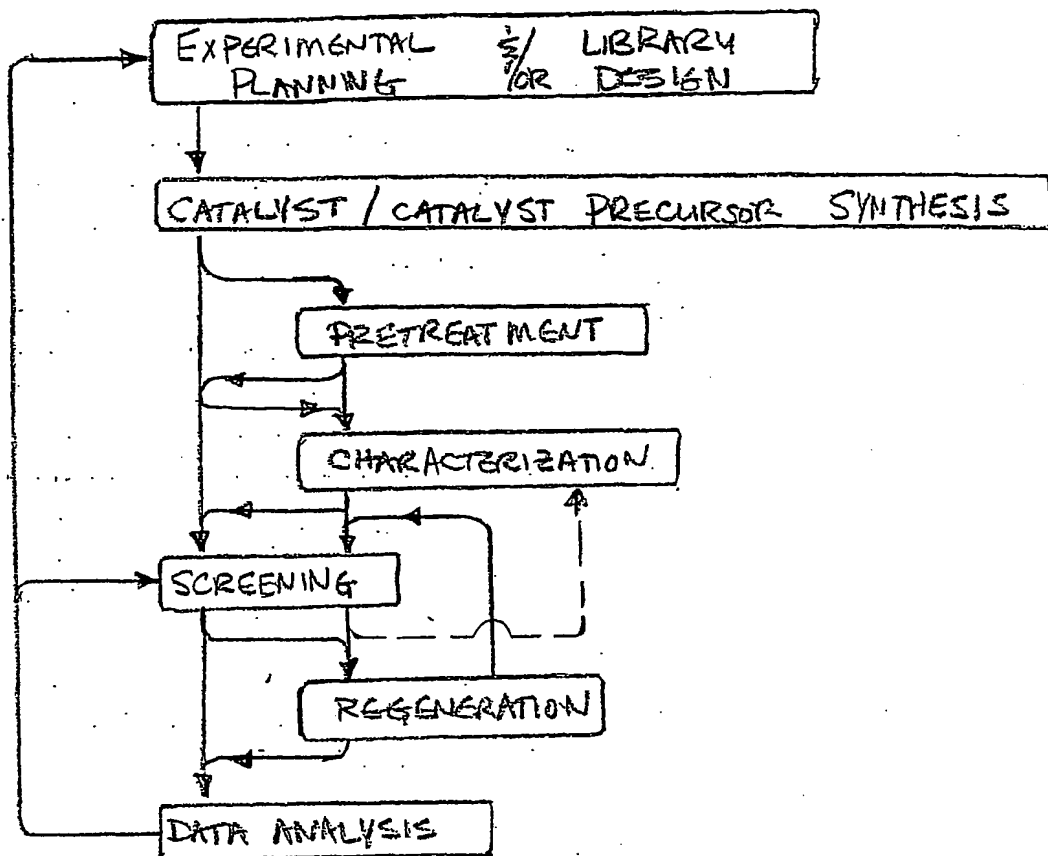 EXPERIMENTAL & LIBRARY
PLANNING /OR DESIGN
CATALYST / CATALYST PRECURSOR SYNTHESIS
PRETREATMENT
CHARACTERIZATION
SCREENING
REGENERATION
DATA ANALYSIS